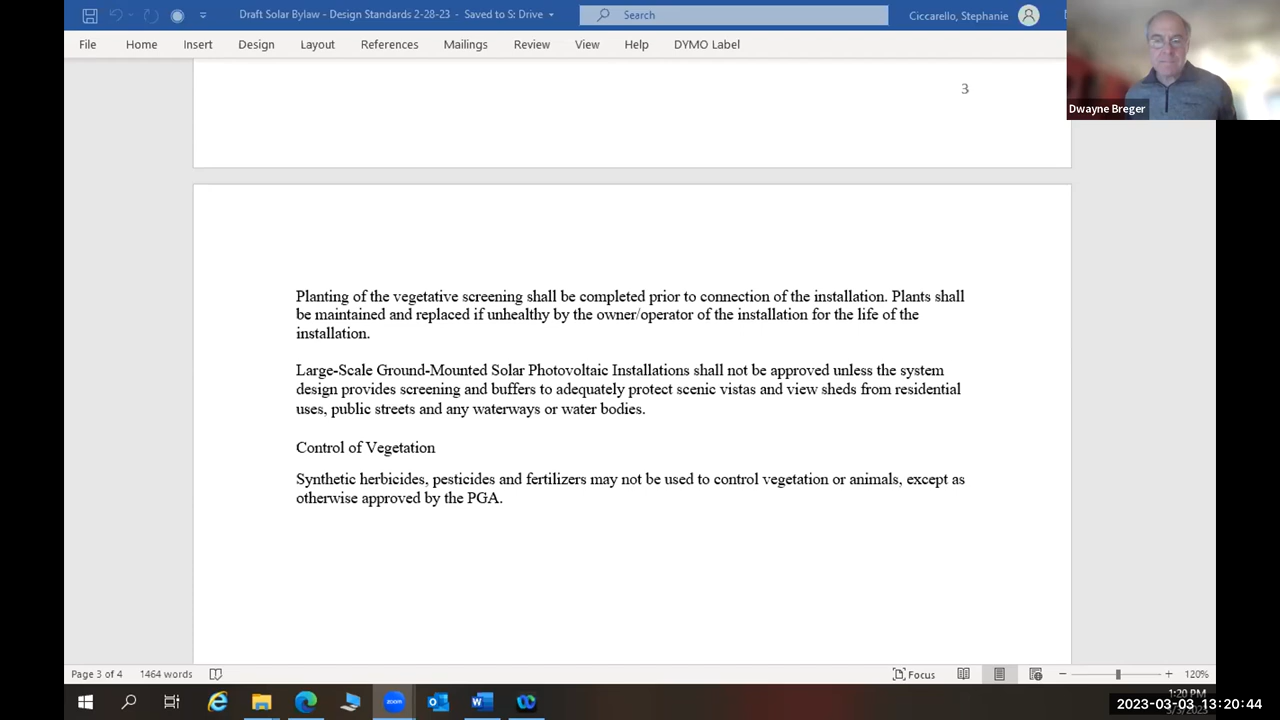 Draft Solar Bylaw - Design Standards 2-28-23 - Saved to S: Drive
Search
Ciccarello, Stephanie
File Home Insert Design Layout References Mailings Review View Help DYMO Label
Dwayne Breger
3
Planting of the vegetative screening shall be completed prior to connection of the installation. Plants shall
be maintained and replaced if unhealthy by the owner/operator of the installation for the life of the
installation.
Large-Scale Ground-Mounted Solar Photovoltaic Installations shall not be approved unless the system
design provides screening and buffers to adequately protect scenic vistas and view sheds from residential
uses, public streets and any waterways or water bodies.
Control of Vegetation
Synthetic herbicides, pesticides and fertilizers may not be used to control vegetation or animals, except as
otherwise approved by the PGA.
Page 3 of 4 1464 words Focus 120%
zoom
1:20 PM
2023-03-03 13:20:44